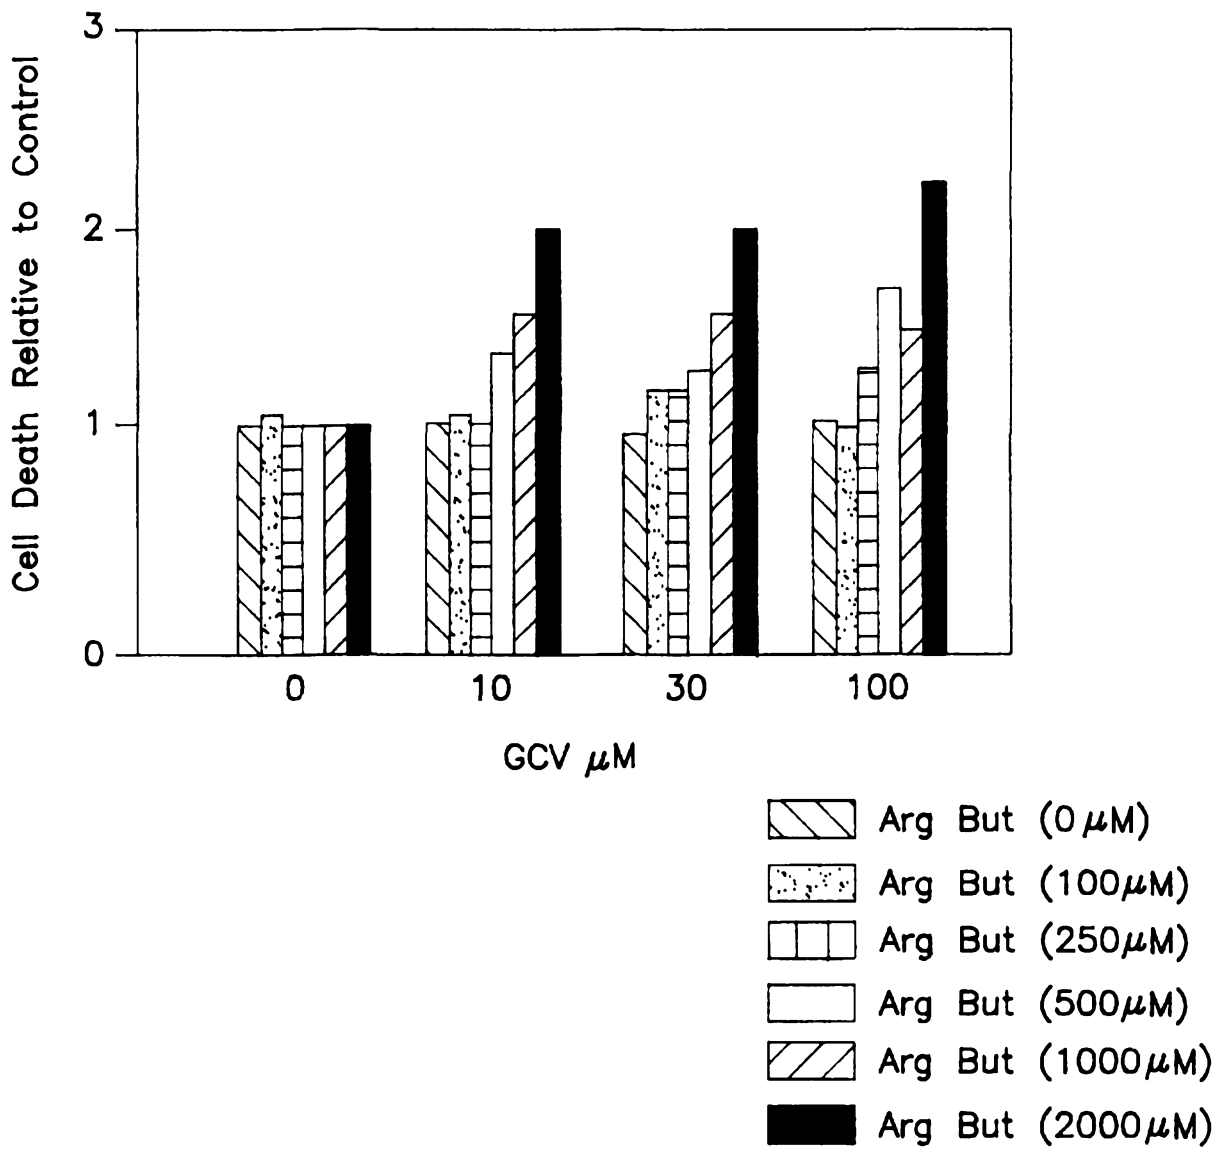 Cell Death Relative to Control
3
2
1
0
0 10 30 100
GCV μM
Arg But (0 μM)
Arg But (100μM)
Arg But (250μM)
Arg But (500μM)
Arg But (1000μM)
Arg But (2000μM)